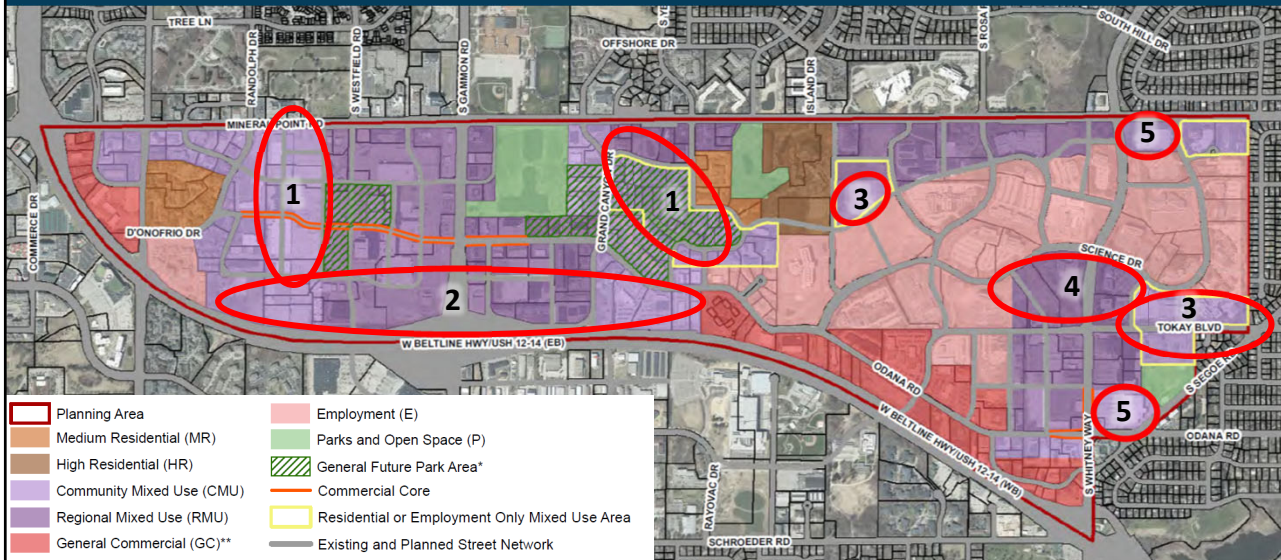 TREE LN
RANDOLPH DR
S WESTFIELD RD
S GAMMON RD
OFFSHORE DR
ISLAND DR
S ROSA
SOUTH HILL DR
MINERAL POINT RD
COMMERCE DR
D'ONOFRIO DR
GRAND CANYON DR
SCIENCE DR
TOKAY BLVD
S SEGOE RD
ODANA RD
ODANA RD
S WHITNEY WAY
W BELTLINE HWY/USH 12-14 (EB)
W BELTLINE HWY/USH 12-14 (WB)
RAYOVAC DR
SCHROEDER RD
1
1
2
3
3
4
5
5
Planning Area
Medium Residential (MR)
High Residential (HR)
Community Mixed Use (CMU)
Regional Mixed Use (RMU)
General Commercial (GC)**
Employment (E)
Parks and Open Space (P)
General Future Park Area*
Commercial Core
Residential or Employment Only Mixed Use Area
Existing and Planned Street Network